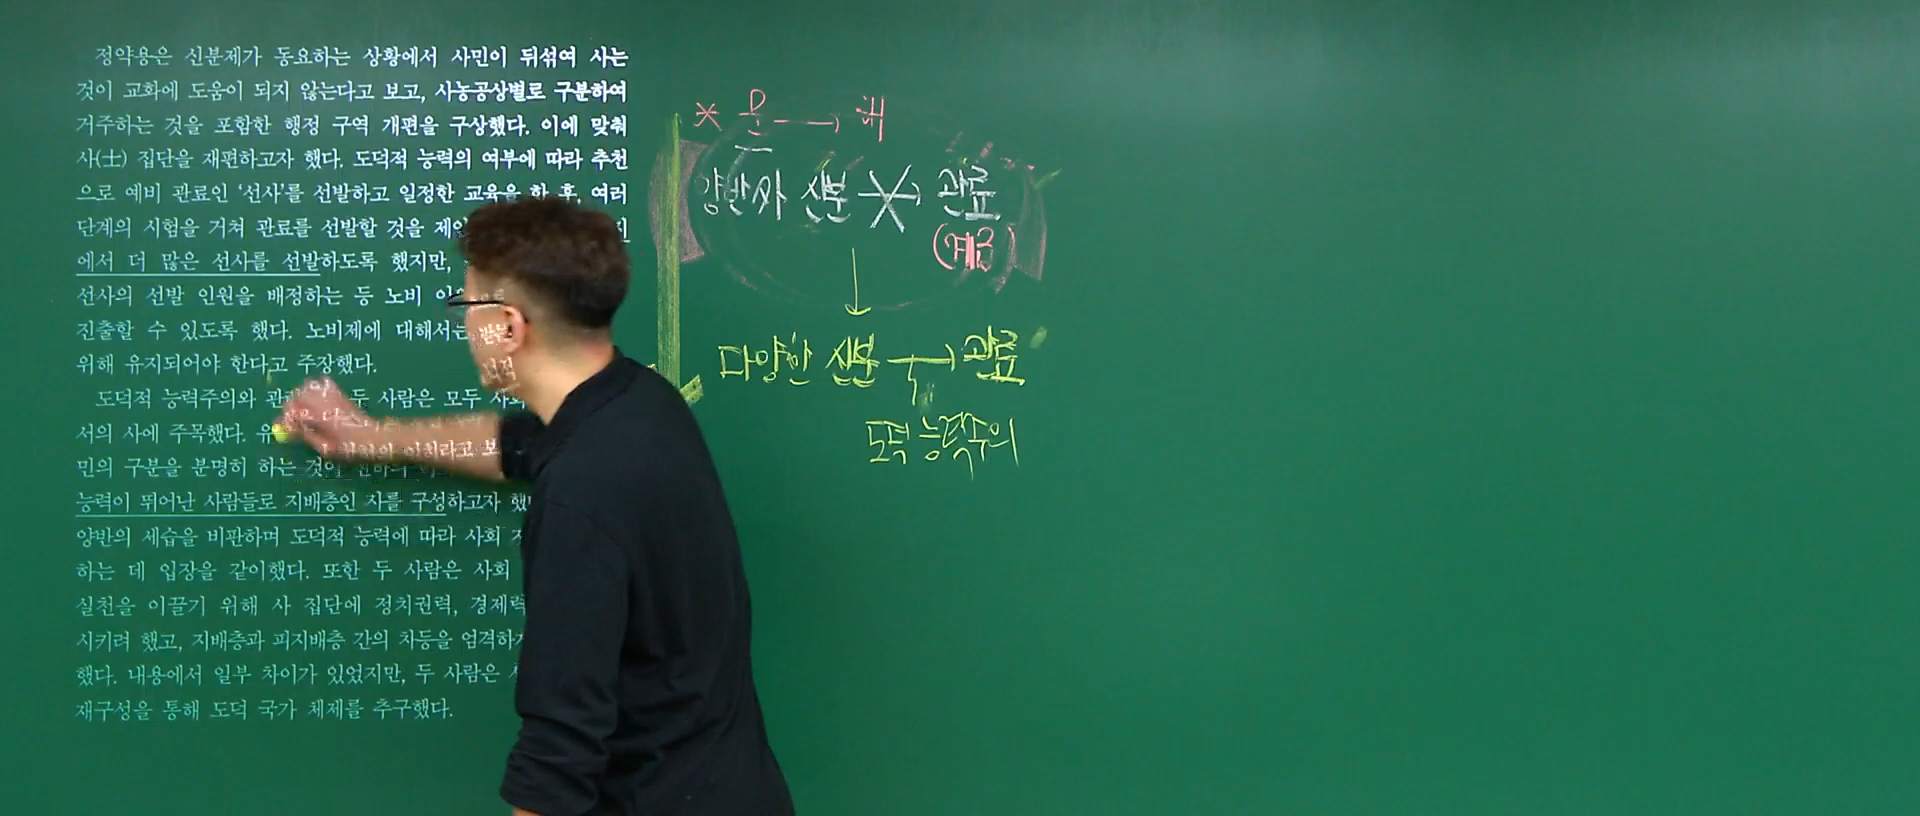 정약용은 신분제가 동요하는 상황에서 사민이 뒤섞여 사는
것이 교화에 도움이 되지 않는다고 보고, 사농공상별로 구분하여
거주하는 것을 포함한 행정 구역 개편을 구상했다. 이에 맞춰
사(士) 집단을 재편하고자 했다. 도덕적 능력의 여부에 따라 추천
으로 예비 관료인 '선사'를 선발하고 일정한 교육을 한 후, 여러
단계의 시험을 거쳐 관료를 선발할 것을
에서 더 많은 선사를 선발하도록 했지만,
선사의 선발 인원을 배정하는 등 노비
진출할 수 있도록 했다. 노비제에 대해서는
위해 유지되어야 한다고 주장했다.
도덕적 능력주의와 두 사람은 모두
서의 사에 주목했다.
민의 구분을 분명히 하는 것이
능력이 뛰어난 사람들로 지배층인 사를 구성하고자
양반의 세습을 비판하며 도덕적 능력에 따라 사회
하는 데 입장을 같이했다. 또한 두 사람은 사회
실천을 이끌기 위해 사 집단에 정치권력,
시키려 했고, 지배층과 피지배층 간의 차등을
했다. 내용에서 일부 차이가 있었지만, 두 사람은
재구성을 통해 도덕 국가 체제를 추구했다.
* 문 → 해
양반사 신분 → 관료
(계급)
↓
다양한 신분 → 관료
도덕 능력주의